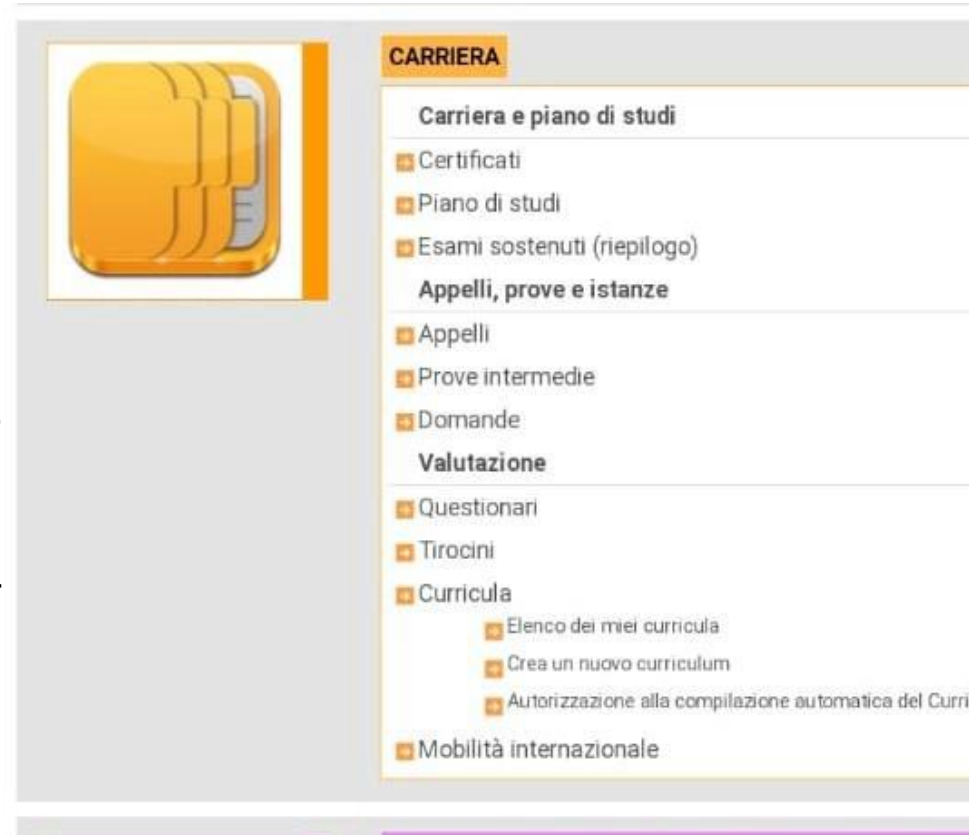 CARRIERA
Carriera e piano di studi
Certificati
Piano di studi
Esami sostenuti (riepilogo)
Appelli, prove e istanze
Appelli
Prove intermedie
Domande
Valutazione
Questionari
Tirocini
Curricula
Elenco dei miei curricula
Crea un nuovo curriculum
Autorizzazione alla compilazione automatica del Curri
Mobilità internazionale